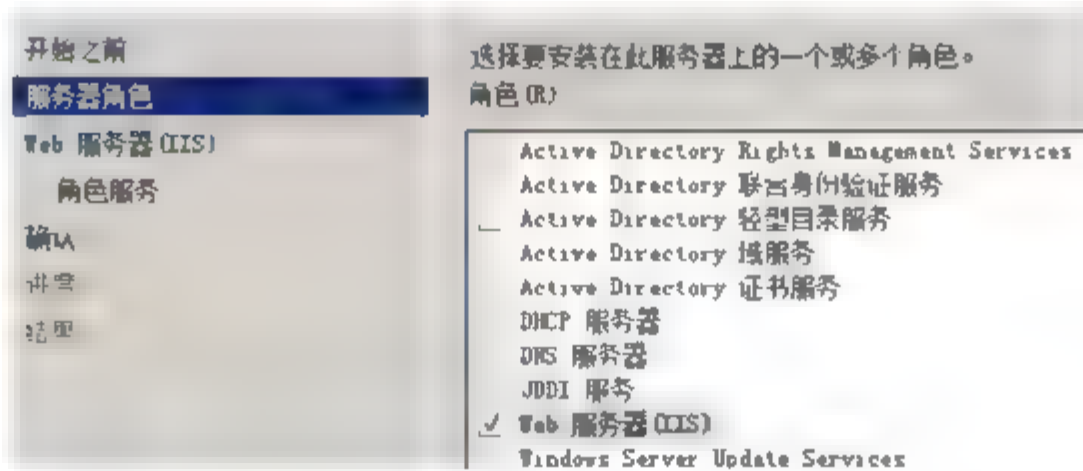 开始之前
服务器角色
Web 服务器(IIS)
角色服务
确认
进度
结果
选择要安装在此服务器上的一个或多个角色。
角色(R)
Active Directory Rights Management Services
Active Directory 联合身份验证服务
Active Directory 轻型目录服务
Active Directory 域服务
Active Directory 证书服务
DHCP 服务器
DNS 服务器
UDDI 服务
Web 服务器(IIS)
Windows Server Update Services